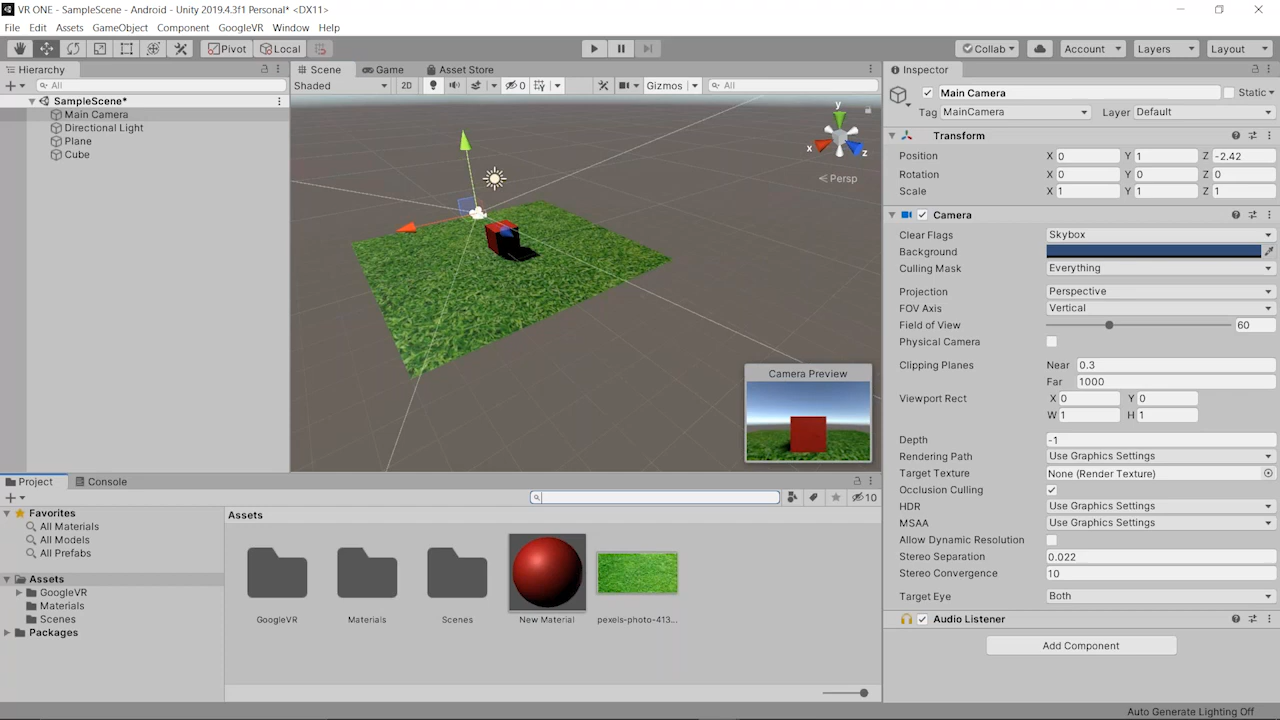 VR ONE - SampleScene - Android - Unity 2019.4.3f1 Personal* <DX11>
File Edit Assets GameObject Component GoogleVR Window Help
Pivot Local Collab Account Layers Layout
Hierarchy
All
SampleScene*
Main Camera
Directional Light
Plane
Cube
Scene Game Asset Store
Shaded 2D 0 Gizmos All
y
x z
Persp
Camera Preview
Inspector
Main Camera Static
Tag MainCamera Layer Default
Transform
Position X 0 Y 1 Z -2.42
Rotation X 0 Y 0 Z 0
Scale X 1 Y 1 Z 1
Camera
Clear Flags Skybox
Background
Culling Mask Everything
Projection Perspective
FOV Axis Vertical
Field of View 60
Physical Camera
Clipping Planes Near 0.3
Far 1000
Viewport Rect X 0 Y 0
W 1 H 1
Depth -1
Rendering Path Use Graphics Settings
Target Texture None (Render Texture)
Occlusion Culling
HDR Use Graphics Settings
MSAA Use Graphics Settings
Allow Dynamic Resolution
Stereo Separation 0.022
Stereo Convergence 10
Target Eye Both
Audio Listener
Add Component
Project Console
10
Favorites
All Materials
All Models
All Prefabs
Assets
GoogleVR
Materials
Scenes
Packages
Assets
GoogleVR Materials Scenes New Material pexels-photo-413...
Auto Generate Lighting Off